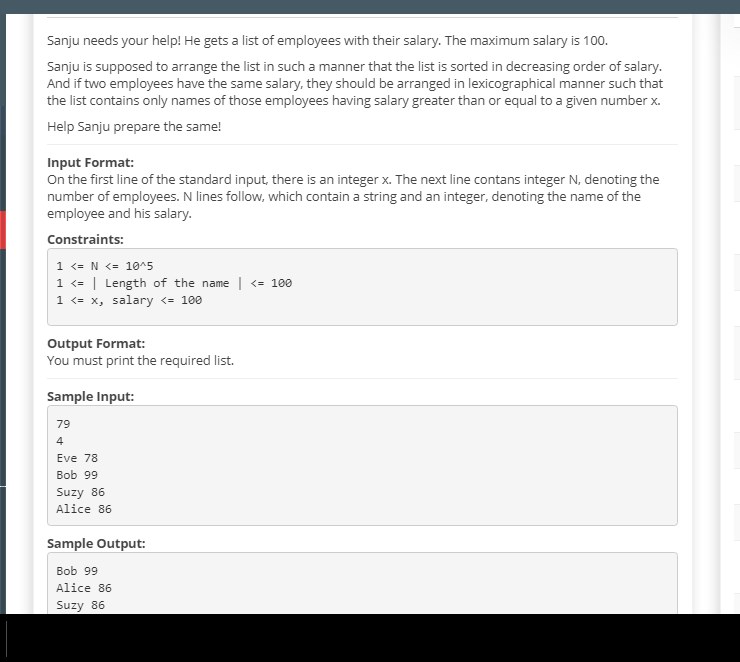 Sanju needs your help! He gets a list of employees with their salary. The maximum salary is 100.
Sanju is supposed to arrange the list in such a manner that the list is sorted in decreasing order of salary.
And if two employees have the same salary, they should be arranged in lexicographical manner such that
the list contains only names of those employees having salary greater than or equal to a given number x.
Help Sanju prepare the same!
Input Format:
On the first line of the standard input, there is an integer x. The next line contans integer N, denoting the
number of employees. N lines follow, which contain a string and an integer, denoting the name of the
employee and his salary.
Constraints:
1 <= N <= 10^5
1 <= | Length of the name | <= 100
1 <= x, salary <= 100
Output Format:
You must print the required list.
Sample Input:
79
4
Eve 78
Bob 99
Suzy 86
Alice 86
Sample Output:
Bob 99
Alice 86
Suzy 86